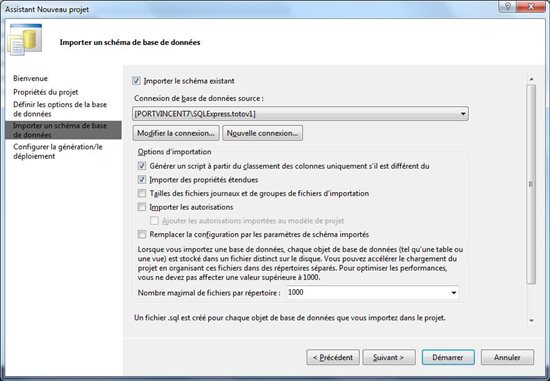 Assistant Nouveau projet
Importer un schéma de base de données
Bienvenue
Propriétés du projet
Définir les options de la base
de données
Importer un schéma de base
de données
Configurer la génération/le
déploiement
Importer le schéma existant
Connexion de base de données source :
[PORTVINCENT7\SQLExpress.totov1]
Modifier la connexion...
Nouvelle connexion...
Options d'importation
Générer un script à partir du classement des colonnes uniquement s'il est différent du
Importer des propriétés étendues
Tailles des fichiers journaux et de groupes de fichiers d'importation
Importer les autorisations
Ajouter les autorisations importées au modèle de projet
Remplacer la configuration par les paramètres de schéma importés
Lorsque vous importez une base de données, chaque objet de base de données (tel qu'une table ou
une vue) est stocké dans un fichier distinct sur le disque. Vous pouvez accélérer le chargement du
projet en organisant ces fichiers dans des répertoires séparés. Pour optimiser les performances,
vous ne devez pas affecter une valeur supérieure à 1000.
Nombre maximal de fichiers par répertoire :
1000
Un fichier .sql est créé pour chaque objet de base de données que vous importez dans le projet.
< Précédent
Suivant >
Démarrer
Annuler